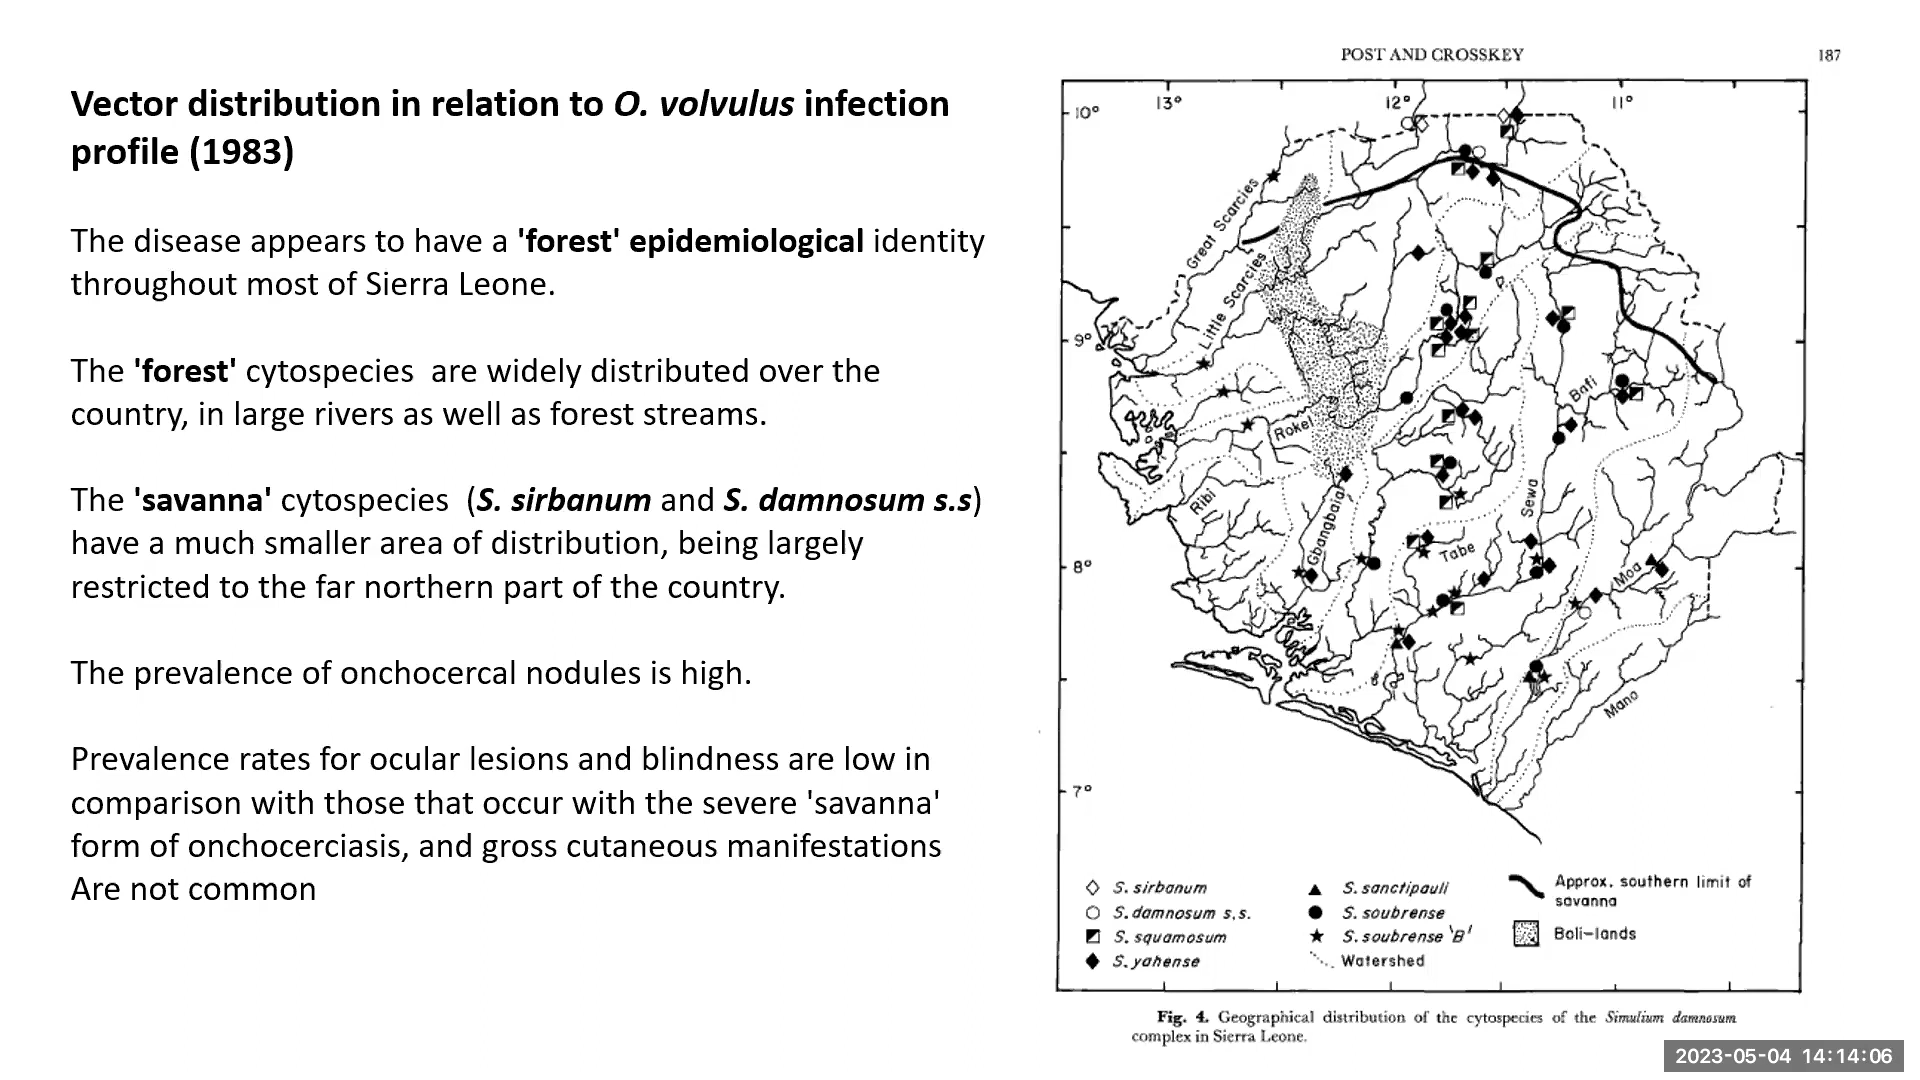 Vector distribution in relation to O. volvulus infection
profile (1983)
The disease appears to have a 'forest' epidemiological identity
throughout most of Sierra Leone.
The 'forest' cytospecies are widely distributed over the
country, in large rivers as well as forest streams.
The 'savanna' cytospecies (S. sirbanum and S. damnosum s.s)
have a much smaller area of distribution, being largely
restricted to the far northern part of the country.
The prevalence of onchocercal nodules is high.
Prevalence rates for ocular lesions and blindness are low in
comparison with those that occur with the severe 'savanna'
form of onchocerciasis, and gross cutaneous manifestations
Are not common
POST AND CROSSKEY
187
13°
12°
11°
10°
9°
8°
7°
Great Scarcies
Little Scarcies
Rokel
Ribi
Gbangbaia
Tabe
Sewa
Bafi
Moa
Mano
S. sirbanum
S. damnosum s.s.
S. squamosum
S. yahense
S. sanctipauli
S. soubrense
S. soubrense 'B'
Watershed
Approx. southern limit of
savanna
Boli-lands
Fig. 4. Geographical distribution of the cytospecies of the Simulium damnosum
complex in Sierra Leone.
2023-05-04 14:14:06